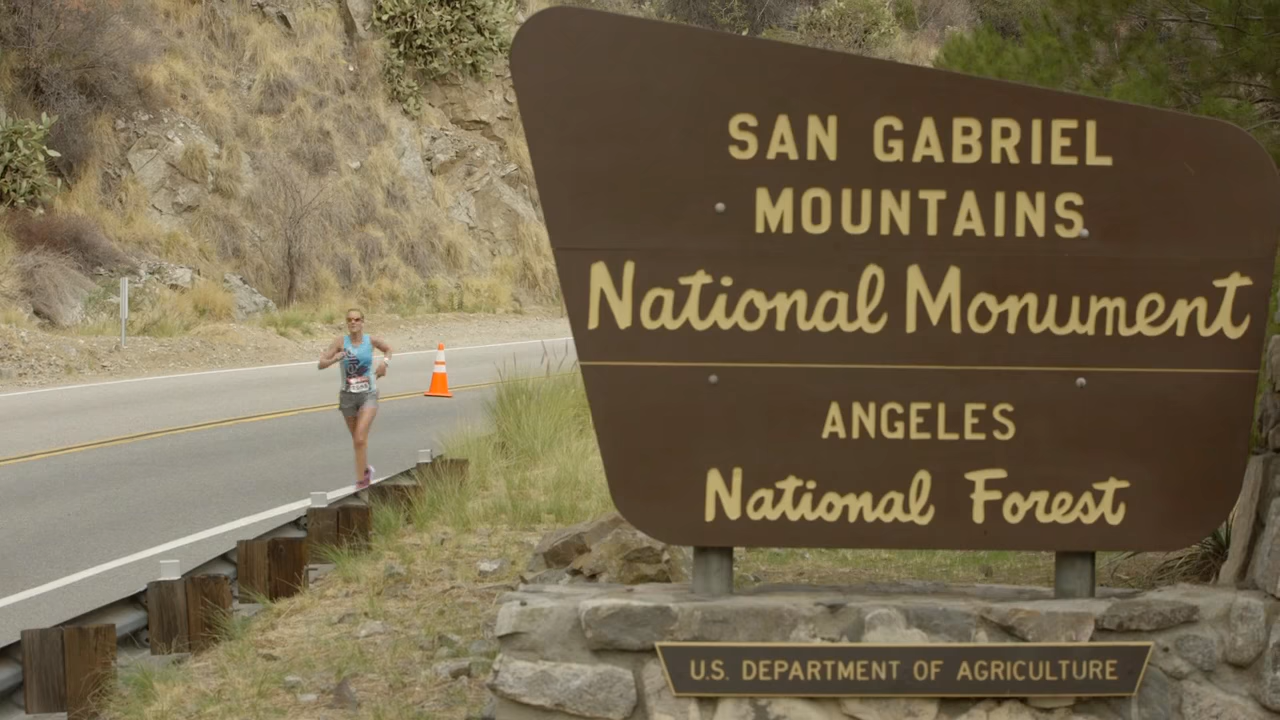 SAN GABRIEL
MOUNTAINS
National Monument
ANGELES
National Forest
U.S. DEPARTMENT OF AGRICULTURE